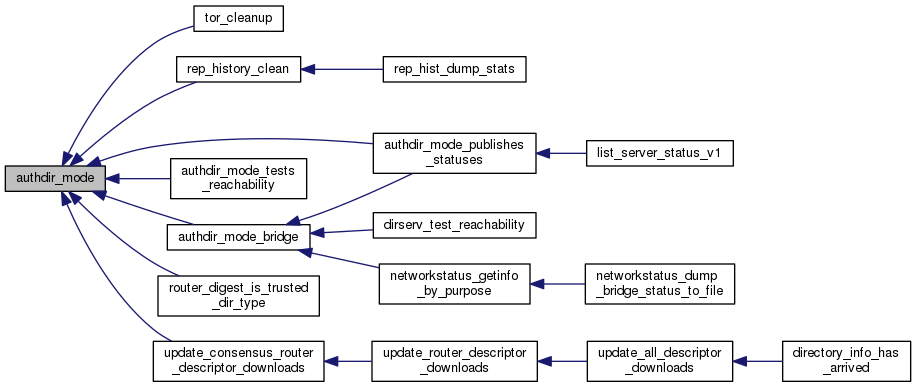 tor_cleanup
rep_history_clean
rep_hist_dump_stats
authdir_mode_publishes
_statuses
list_server_status_v1
authdir_mode
authdir_mode_tests
_reachability
authdir_mode_bridge
dirserv_test_reachability
router_digest_is_trusted
_dir_type
networkstatus_getinfo
_by_purpose
networkstatus_dump
_bridge_status_to_file
update_consensus_router
_descriptor_downloads
update_router_descriptor
_downloads
update_all_descriptor
_downloads
directory_info_has
_arrived